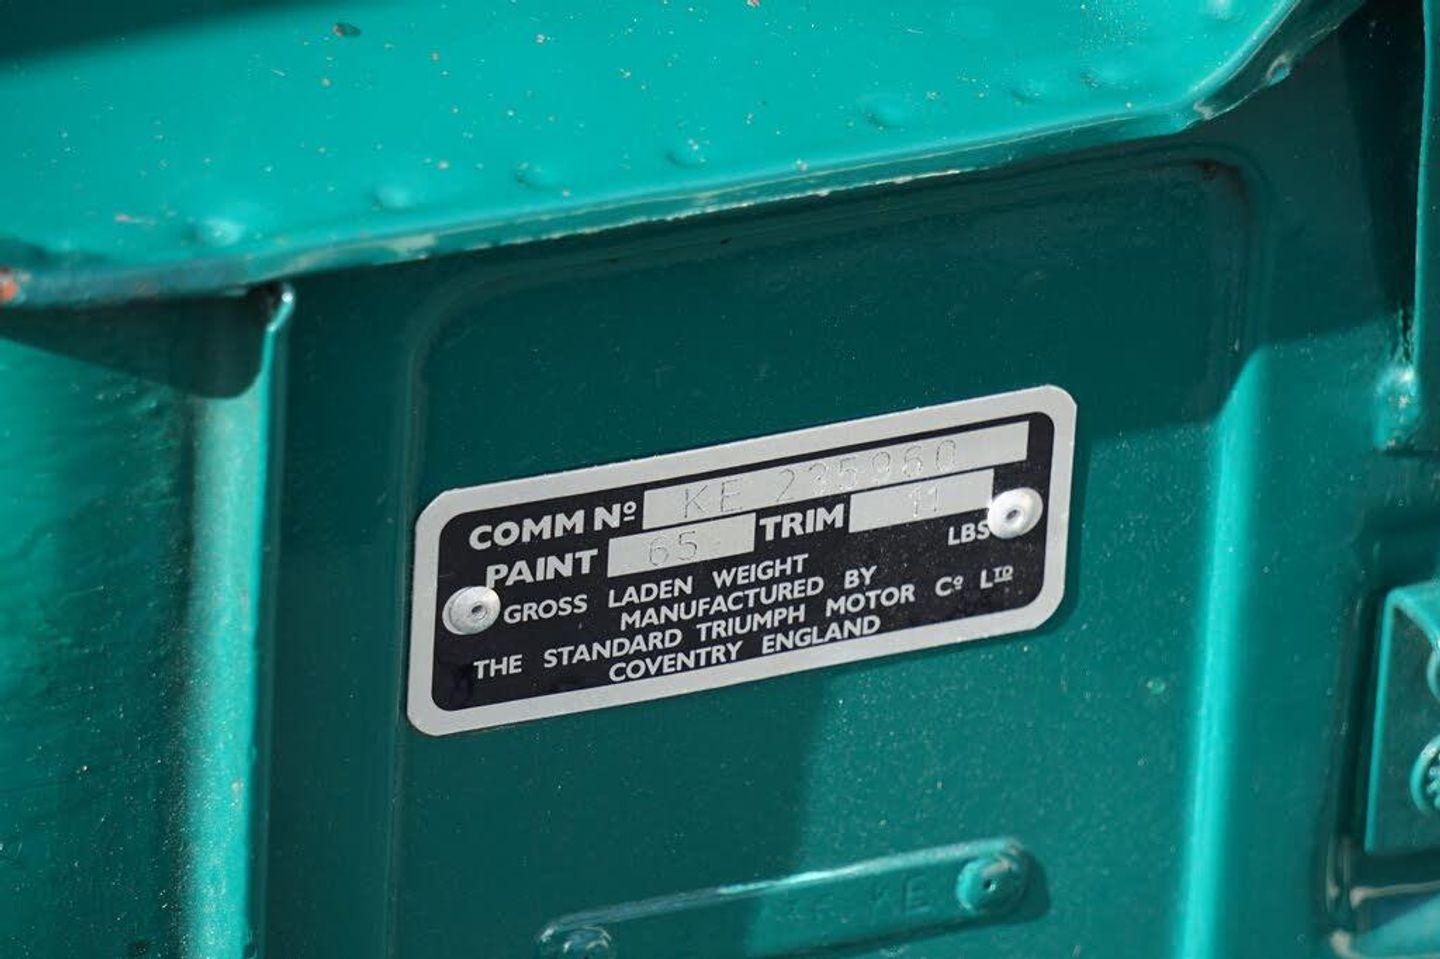 COMM Nº KE 235960
PAINT 65 TRIM 11
GROSS LADEN WEIGHT LBS
MANUFACTURED BY
THE STANDARD TRIUMPH MOTOR Cº LTD
COVENTRY ENGLAND
KE